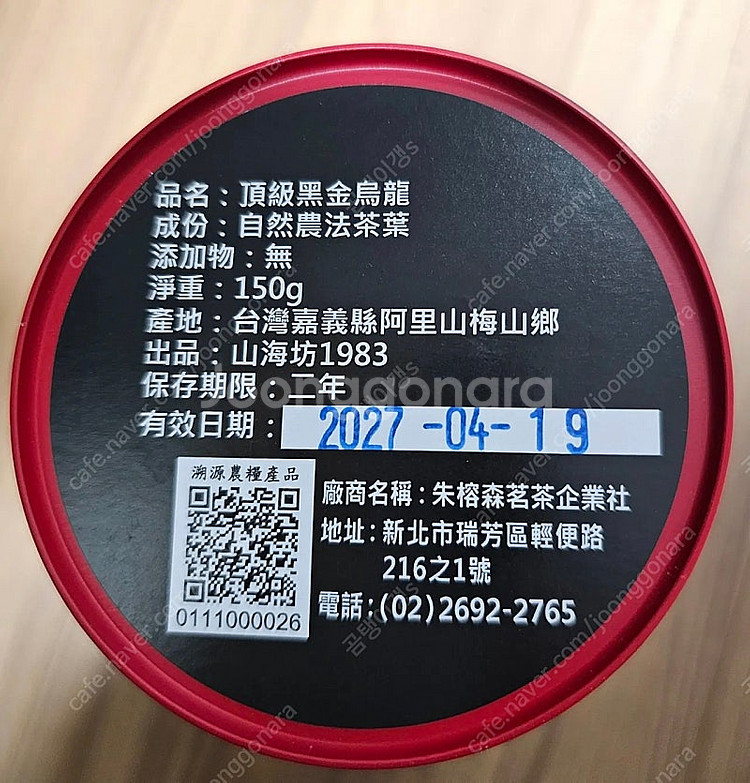 品名：頂級黑金烏龍
成份：自然農法茶葉
添加物：無
淨重：150g
產地：台灣嘉義縣阿里山梅山鄉
出品：山海坊1983
保存期限：二年
joonggonara
有效日期：2027-04-19
溯源農糧產品
0111000026
廠商名稱：朱榕森茗茶企業社
地址：新北市瑞芳區輕便路
216之1號
電話：(02)2692-2765
cafe.naver.com/joonggonara